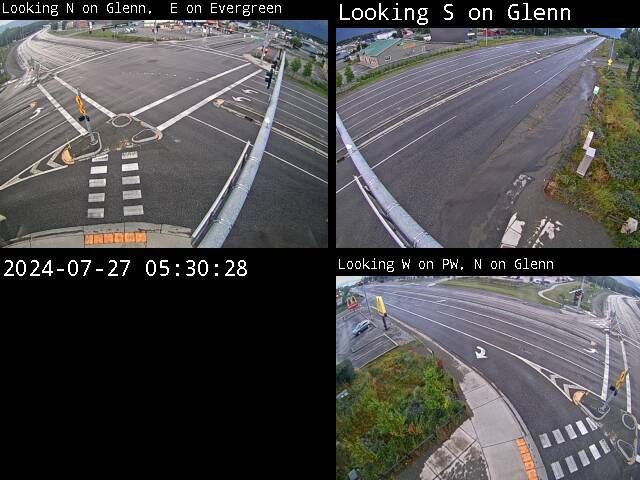 Looking N on Glenn,  E on Evergreen
Looking S on Glenn
2024-07-27 05:30:28
Looking W on PW, N on Glenn